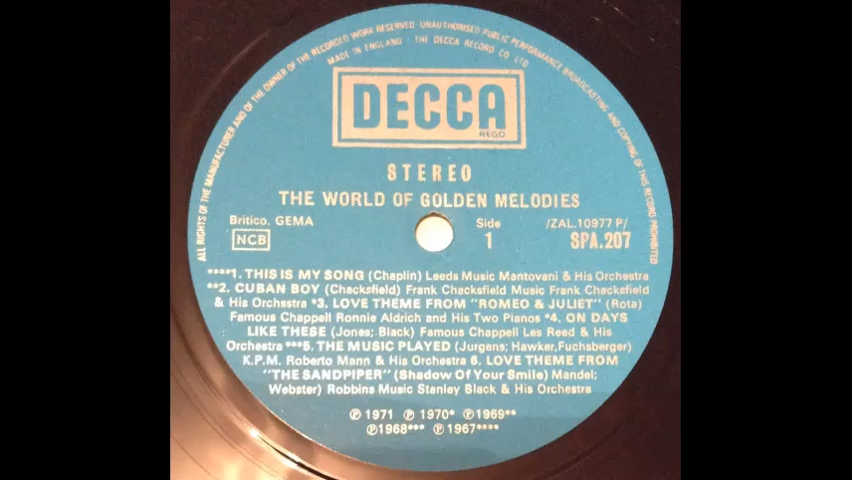 ALL RIGHTS OF THE MANUFACTURER AND OF THE OWNER OF THE RECORDED WORK RESERVED · UNAUTHORISED PUBLIC PERFORMANCE BROADCASTING AND COPYING OF THIS RECORD PROHIBITED
MADE IN ENGLAND · THE DECCA RECORD CO LTD
DECCA
REGD.
STEREO
THE WORLD OF GOLDEN MELODIES
Britico. GEMA
Side
/ZAL.10977 P/
NCB
1
SPA.207
****1. THIS IS MY SONG (Chaplin) Leeds Music Mantovani & His Orchestra
**2. CUBAN BOY (Chacksfield) Frank Chacksfield Music Frank Chacksfield
& His Orchsstra *3. LOVE THEME FROM "ROMEO & JULIET" (Rota)
Famous Chappell Ronnie Aldrich and His Two Pianos *4. ON DAYS
LIKE THESE (Jones; Black) Famous Chappell Les Reed & His
Orchestra ***5. THE MUSIC PLAYED (Jurgens; Hawker,Fuchsberger)
K.P.M. Roberto Mann & His Orchestra 6. LOVE THEME FROM
"THE SANDPIPER" (Shadow Of Your Smile) Mandel;
Webster) Robbins Music Stanley Black & His Orchestra
℗ 1971 ℗ 1970* ℗ 1969**
℗1968*** ℗ 1967****